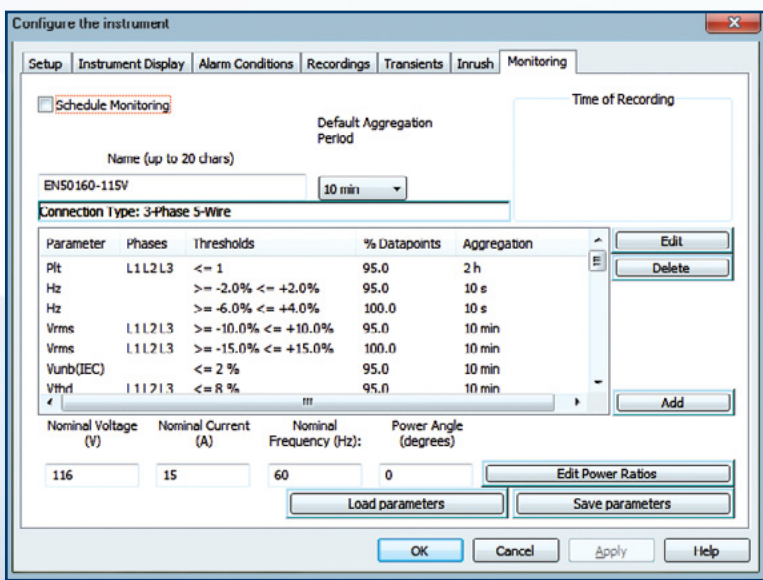 Configure the instrument
Setup Instrument Display Alarm Conditions Recordings Transients Inrush Monitoring
Schedule Monitoring
Time of Recording
Default Aggregation
Period
Name (up to 20 chars)
EN50160-115V 10 min
Connection Type: 3-Phase 5-Wire
Parameter Phases Thresholds % Datapoints Aggregation
Plt L1 L2 L3 <= 1 95.0 2 h
Hz >= -2.0% <= +2.0% 95.0 10 s
Hz >= -6.0% <= +4.0% 100.0 10 s
Vrms L1 L2 L3 >= -10.0% <= +10.0% 95.0 10 min
Vrms L1 L2 L3 >= -15.0% <= +15.0% 100.0 10 min
Vunb(IEC) <= 2 % 95.0 10 min
Vthd L1 L2 L3 <= 8 % 95.0 10 min
Edit
Delete
Add
Nominal Voltage Nominal Current Nominal Power Angle
(V) (A) Frequency (Hz): (degrees)
116 15 60 0 Edit Power Ratios
Load parameters Save parameters
OK Cancel Apply Help